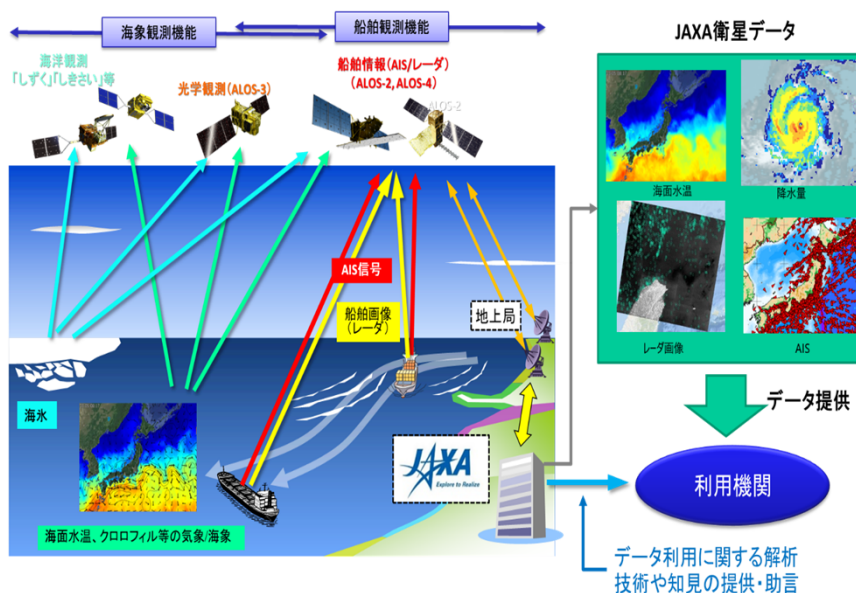 海象観測機能
船舶観測機能
海洋観測
「しずく」「しきさい」等
光学観測(ALOS-3)
船舶情報(AIS/レーダ)
(ALOS-2, ALOS-4)
ALOS-2
JAXA衛星データ
海面水温
降水量
レーダ画像
AIS
AIS信号
船舶画像
(レーダ)
地上局
海氷
JAXA
Explore to Realize
海面水温、クロロフィル等の気象/海象
データ提供
利用機関
データ利用に関する解析
技術や知見の提供・助言